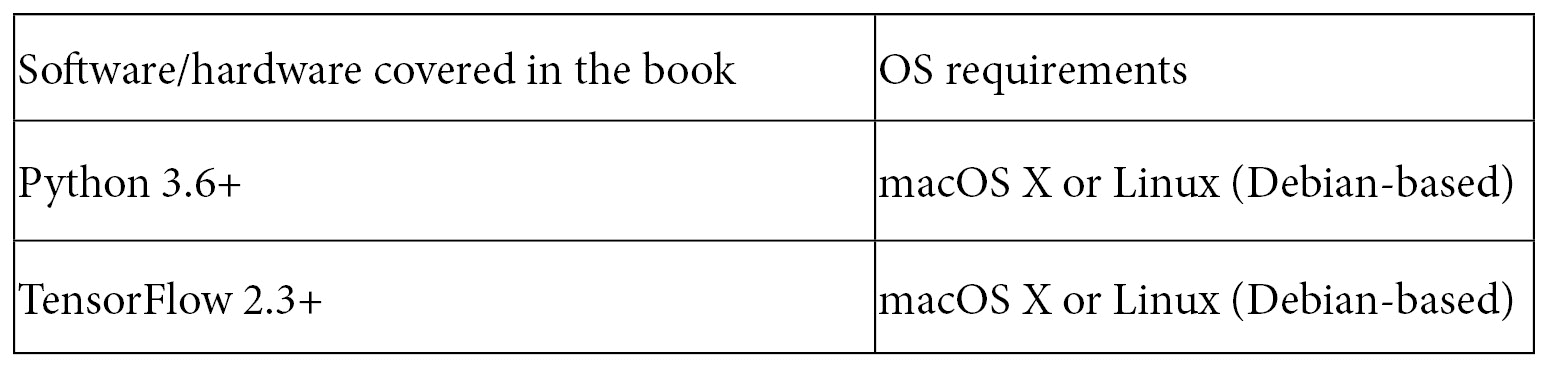 Software/hardware covered in the book
OS requirements
Python 3.6+
macOS X or Linux (Debian-based)
TensorFlow 2.3+
macOS X or Linux (Debian-based)